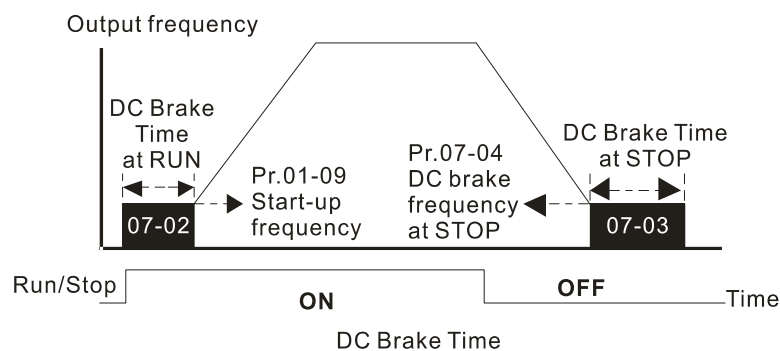 Output frequency
DC Brake
Time
at RUN
07-02
Pr.01-09
Start-up
frequency
Pr.07-04
DC brake
frequency
at STOP
DC Brake Time
at STOP
07-03
Run/Stop
ON
OFF
Time
DC Brake Time